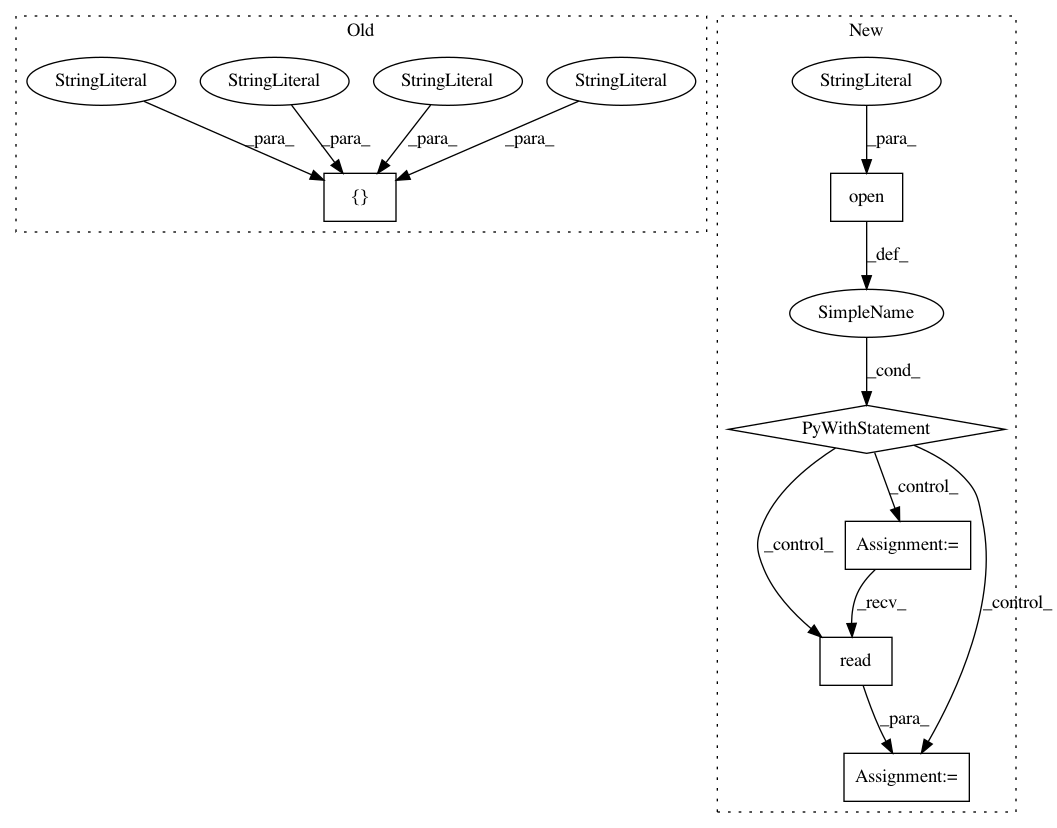 Old
StringLiteral StringLiteral StringLiteral StringLiteral
_para_ _para_ _para_ _para_
{}
New
StringLiteral
_para_
open
_def_
SimpleName
_cond_
PyWithStatement
_control_
_control_
Assignment:=
_recv_
_control_
read
_para_
Assignment:=